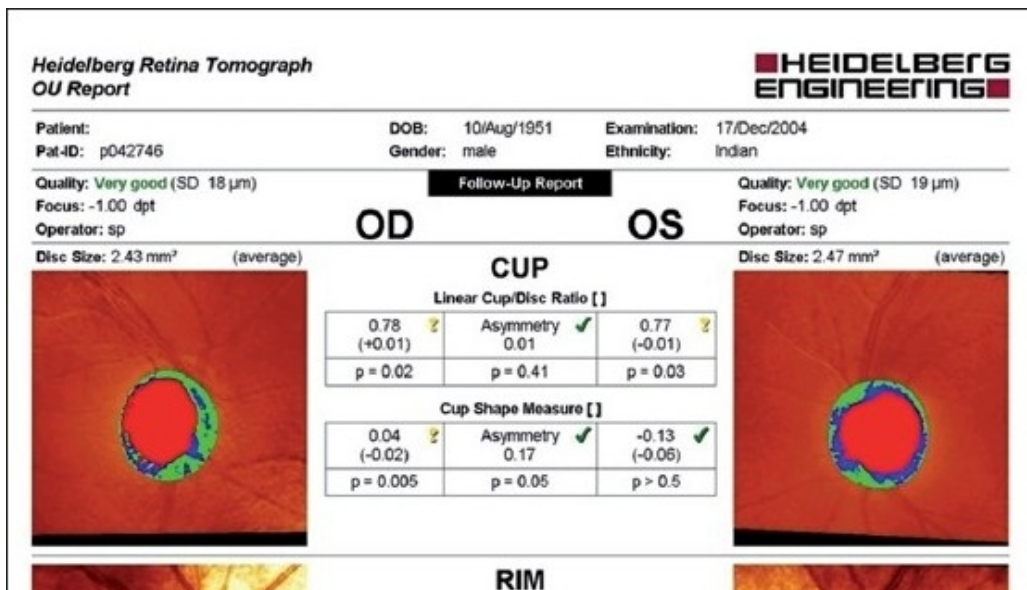 Heidelberg Retina Tomograph
OU Report
HEIDELBERG
ENGINEERING
Patient: DOB: 10/Aug/1951 Examination: 17/Dec/2004
Pat-ID: p042746 Gender: male Ethnicity: Indian
Quality: Very good (SD 18 µm) Follow-Up Report Quality: Very good (SD 19 µm)
Focus: -1.00 dpt Focus: -1.00 dpt
Operator: sp OD OS Operator: sp
Disc Size: 2.43 mm² (average) Disc Size: 2.47 mm² (average)
CUP
Linear Cup/Disc Ratio [ ]
0.78 ? Asymmetry ✔ 0.77 ?
(+0.01) 0.01 (-0.01)
p = 0.02 p = 0.41 p = 0.03
Cup Shape Measure [ ]
0.04 ? Asymmetry ✔ -0.13 ✔
(-0.02) 0.17 (-0.06)
p = 0.005 p = 0.05 p > 0.5
RIM